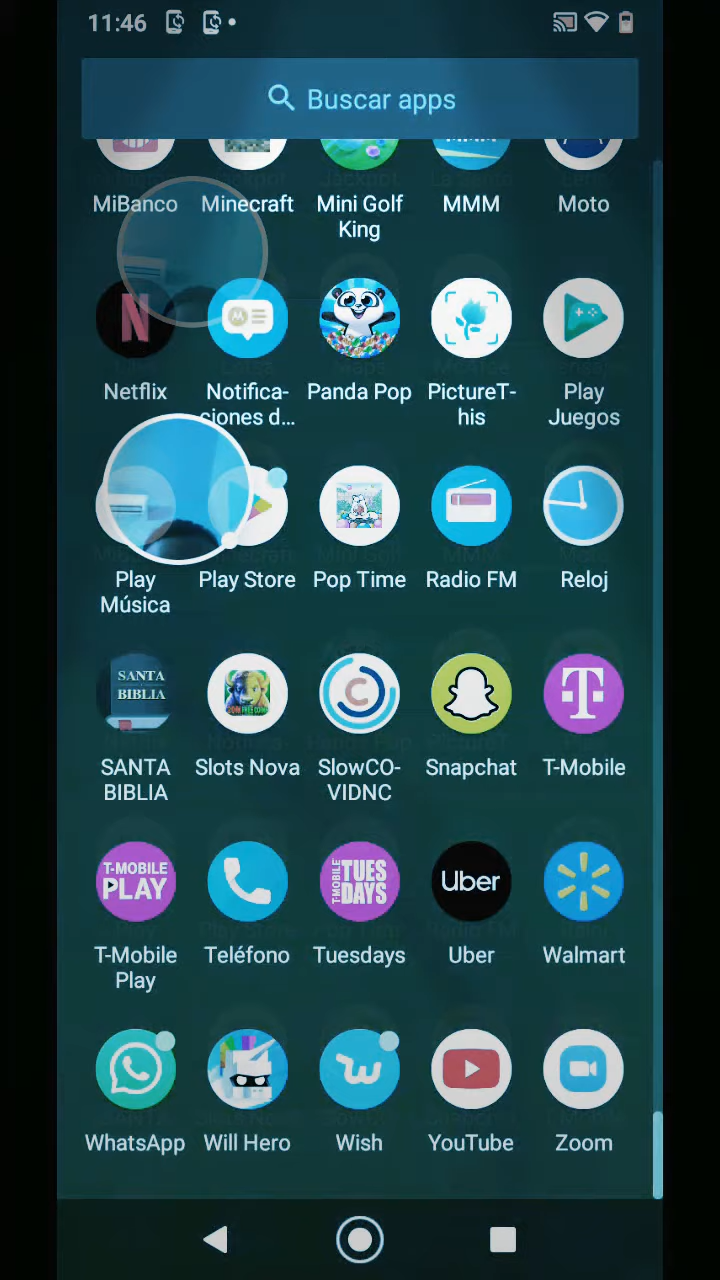 11:46
Buscar apps
MiBanco Minecraft Mini Golf King MMM Moto
N
Netflix Notifica-ciones d... Panda Pop PictureT-his Play Juegos
Play Música Play Store Pop Time Radio FM Reloj
SANTA
BIBLIA
C
T
SANTA BIBLIA Slots Nova SlowCO-VIDNC Snapchat T-Mobile
T-MOBILE
PLAY
T-MOBILE
TUES
DAYS
Uber
T-Mobile Play Teléfono Tuesdays Uber Walmart
WhatsApp Will Hero Wish YouTube Zoom